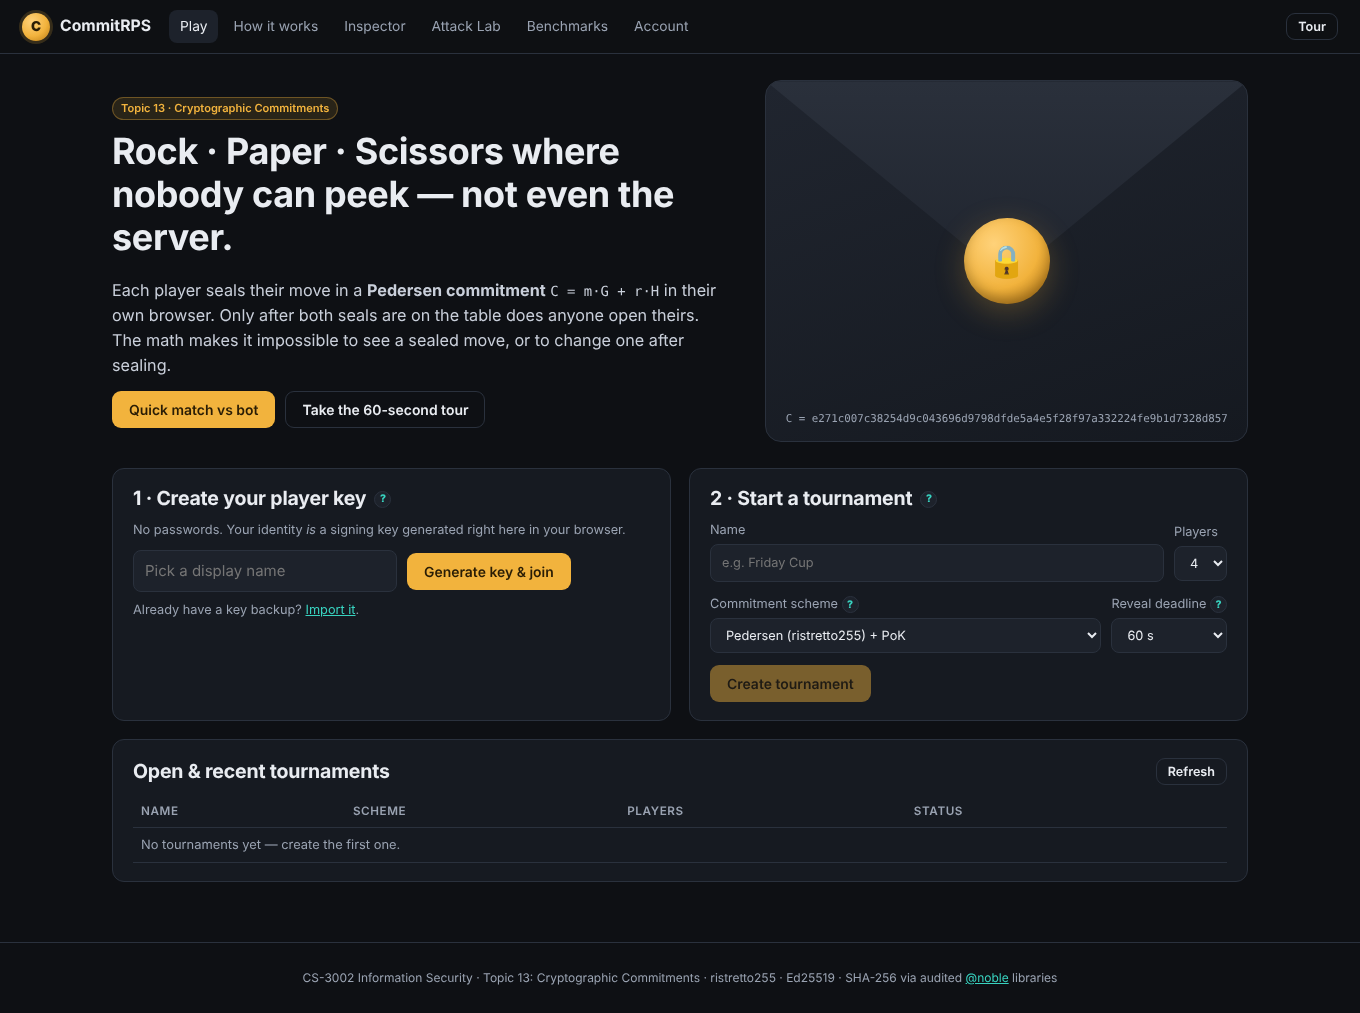 C CommitRPS Play How it works Inspector Attack Lab Benchmarks Account Tour
Topic 13 · Cryptographic Commitments
Rock · Paper · Scissors where
nobody can peek — not even the
server.
Each player seals their move in a Pedersen commitment C = m·G + r·H in their
own browser. Only after both seals are on the table does anyone open theirs.
The math makes it impossible to see a sealed move, or to change one after
sealing.
Quick match vs bot Take the 60-second tour
C = e271c007c38254d9c043696d9798dfde5a4e5f28f97a332224fe9b1d7328d857
1 · Create your player key ?
No passwords. Your identity is a signing key generated right here in your browser.
Pick a display name Generate key & join
Already have a key backup? Import it.
2 · Start a tournament ?
Name Players
e.g. Friday Cup 4
Commitment scheme ? Reveal deadline ?
Pedersen (ristretto255) + PoK 60 s
Create tournament
Open & recent tournaments Refresh
NAME SCHEME PLAYERS STATUS
No tournaments yet — create the first one.
CS-3002 Information Security · Topic 13: Cryptographic Commitments · ristretto255 · Ed25519 · SHA-256 via audited @noble libraries